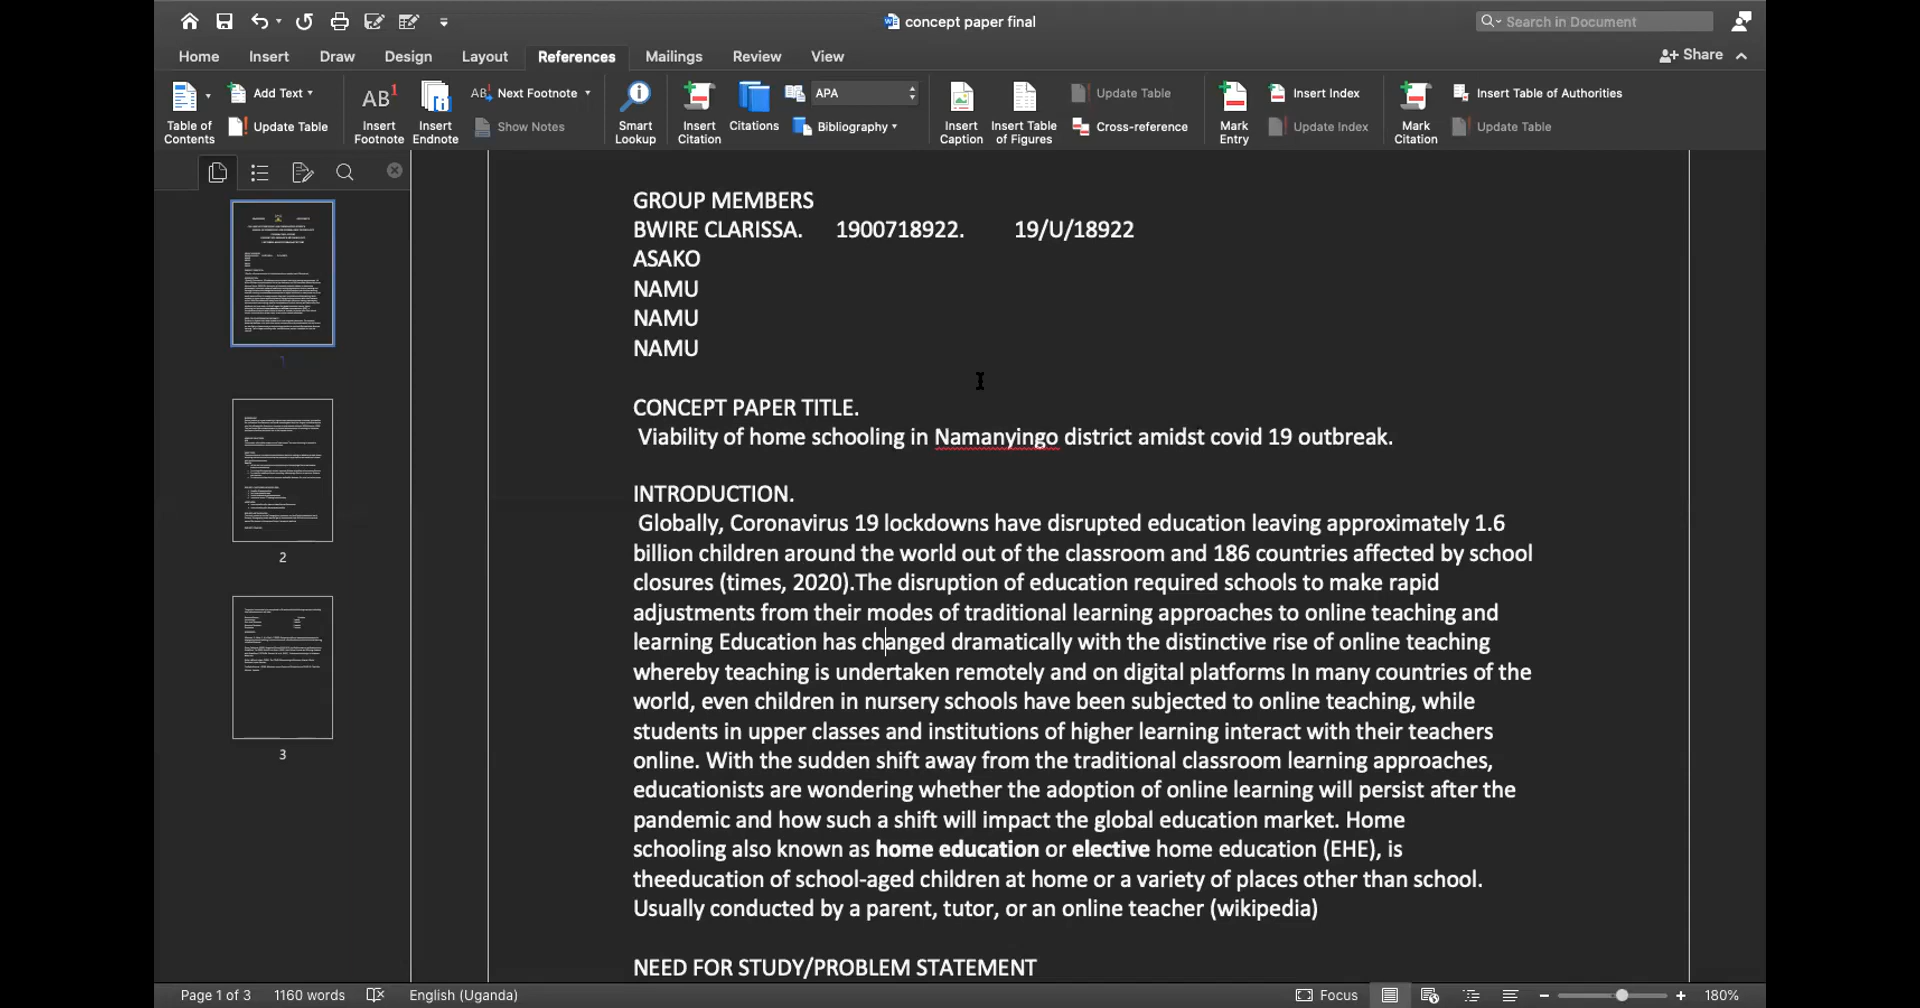 concept paper final
Search in Document
Home Insert Draw Design Layout References Mailings Review View
Share
Table of Contents
Add Text
Update Table
AB1 Insert Footnote
Insert Endnote
AB1 Next Footnote
Show Notes
Smart Lookup
Insert Citation
Citations
APA
Bibliography
Insert Caption
Insert Table of Figures
Update Table
Cross-reference
Mark Entry
Insert Index
Update Index
Mark Citation
Insert Table of Authorities
Update Table
GROUP MEMBERS
BWIRE CLARISSA. 1900718922. 19/U/18922
ASAKO
NAMU
NAMU
NAMU
CONCEPT PAPER TITLE.
Viability of home schooling in Namanyingo district amidst covid 19 outbreak.
INTRODUCTION.
Globally, Coronavirus 19 lockdowns have disrupted education leaving approximately 1.6
billion children around the world out of the classroom and 186 countries affected by school
closures (times, 2020).The disruption of education required schools to make rapid
adjustments from their modes of traditional learning approaches to online teaching and
learning Education has changed dramatically with the distinctive rise of online teaching
whereby teaching is undertaken remotely and on digital platforms In many countries of the
world, even children in nursery schools have been subjected to online teaching, while
students in upper classes and institutions of higher learning interact with their teachers
online. With the sudden shift away from the traditional classroom learning approaches,
educationists are wondering whether the adoption of online learning will persist after the
pandemic and how such a shift will impact the global education market. Home
schooling also known as home education or elective home education (EHE), is
theeducation of school-aged children at home or a variety of places other than school.
Usually conducted by a parent, tutor, or an online teacher (wikipedia)
NEED FOR STUDY/PROBLEM STATEMENT
1
2
3
Page 1 of 3 1160 words English (Uganda) Focus 180%